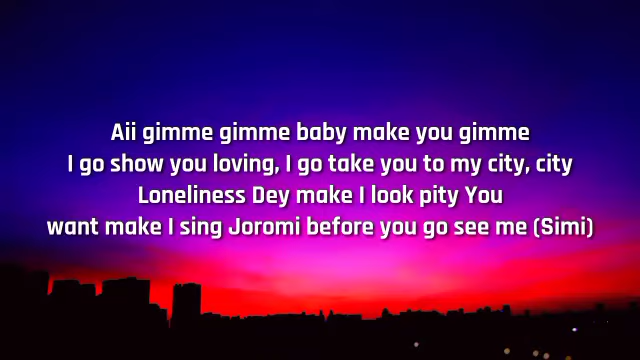 Aii gimme gimme baby make you gimme
I go show you loving, I go take you to my city, city
Loneliness Dey make I look pity You
want make I sing Joromi before you go see me (Simi)